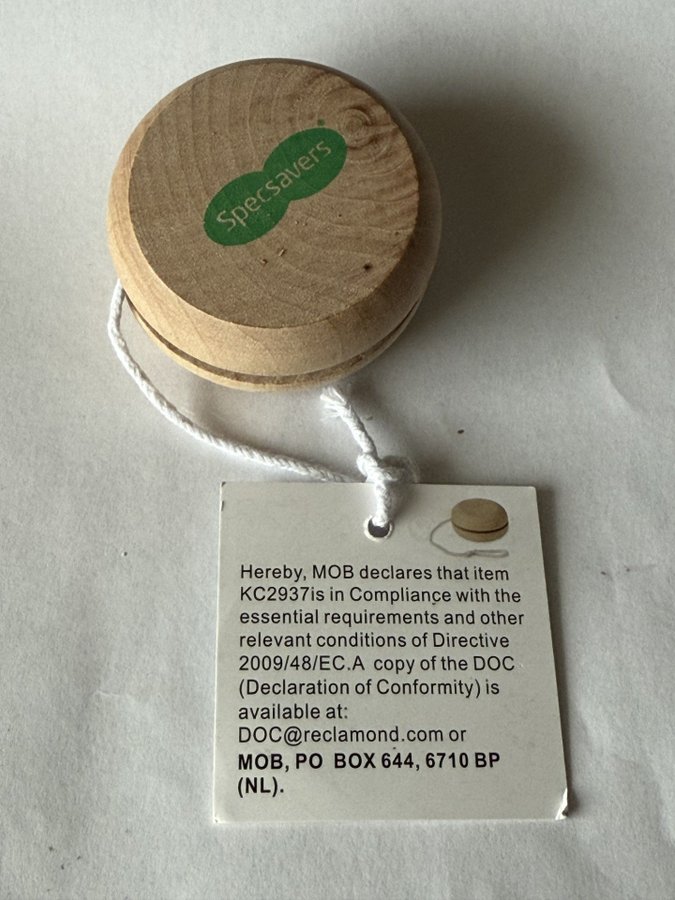 Specsavers
Hereby, MOB declares that item
KC2937is in Compliance with the
essential requirements and other
relevant conditions of Directive
2009/48/EC.A copy of the DOC
(Declaration of Conformity) is
available at:
DOC@reclamond.com or
MOB, PO BOX 644, 6710 BP
(NL).